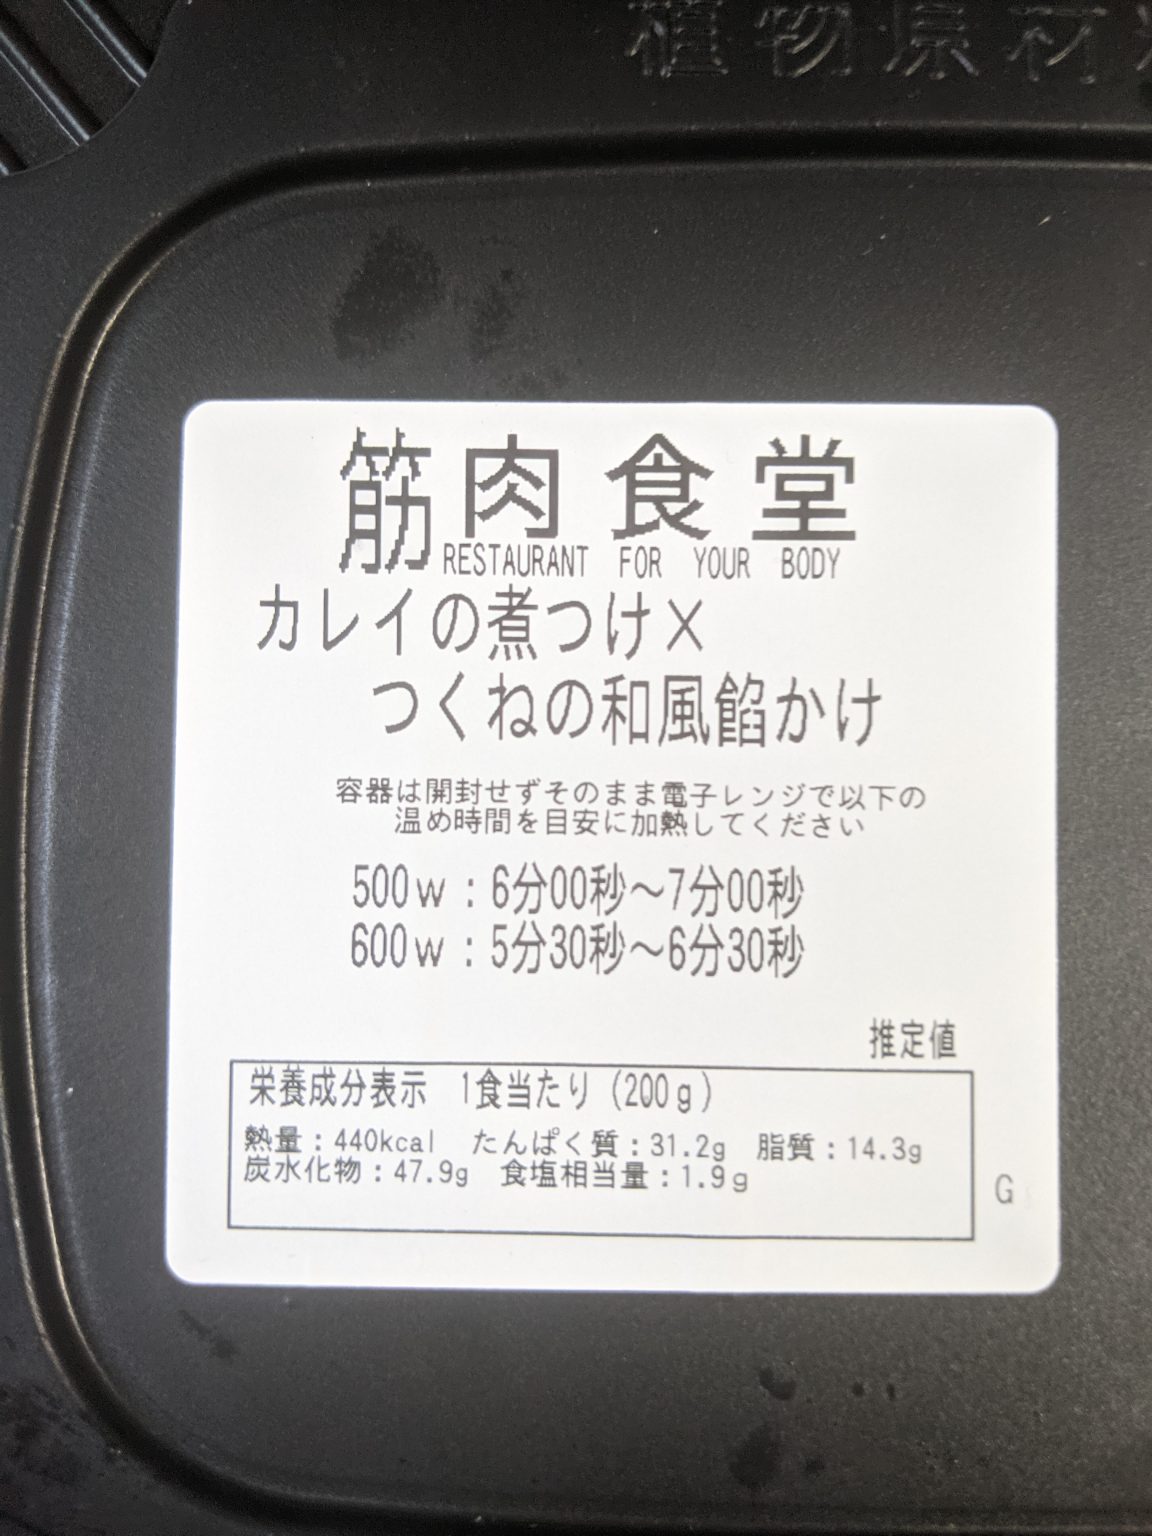 植物原材
筋肉食堂
RESTAURANT FOR YOUR BODY
カレイの煮つけ×
つくねの和風餡かけ
容器は開封せずそのまま電子レンジで以下の
温め時間を目安に加熱してください
500w：6分00秒～7分00秒
600w：5分30秒～6分30秒
推定値
栄養成分表示 1食当たり（200g）
熱量：440kcal たんぱく質：31.2g 脂質：14.3g
炭水化物：47.9g 食塩相当量：1.9g
G